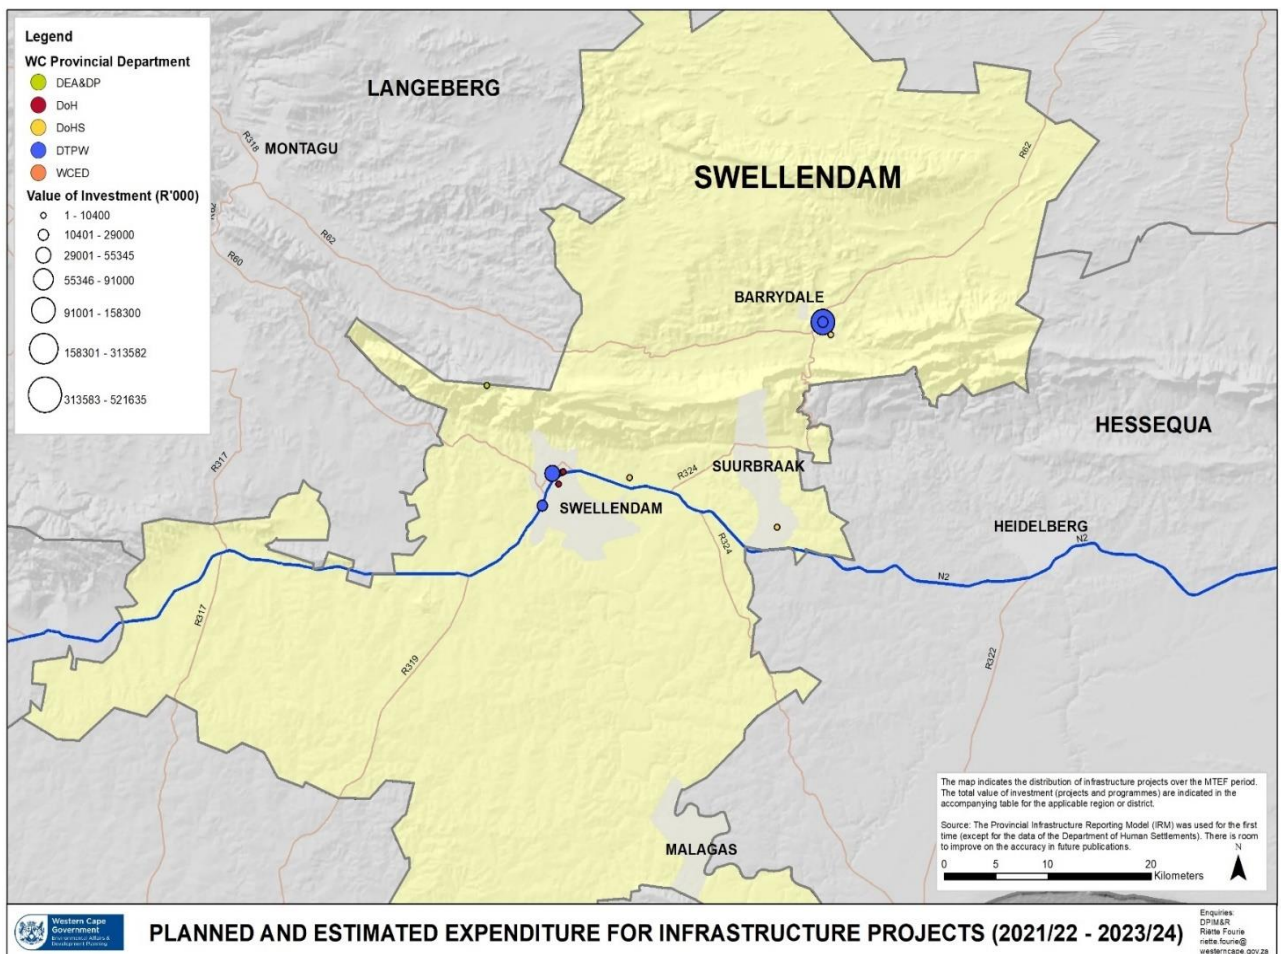 Legend
WC Provincial Department
DEA&DP
DoH
DoHS
DTPW
WCED
Value of Investment (R'000)
1 - 10400
10401 - 29000
29001 - 55345
55346 - 91000
91001 - 158300
158301 - 313582
313583 - 521635
LANGEBERG
MONTAGU
R318
R62
R60
SWELLENDAM
R62
BARRYDALE
HESSEQUA
R317
R324
SUURBRAAK
SWELLENDAM
R324
HEIDELBERG
N2
N2
R317
R319
R322
MALAGAS
The map indicates the distribution of infrastructure projects over the MTEF period.
The total value of investment (projects and programmes) are indicated in the
accompanying table for the applicable region or district.
Source: The Provincial Infrastructure Reporting Model (IRM) was used for the first
time (except for the data of the Department of Human Settlements). There is room
to improve on the accuracy in future publications.
N
0 5 10 20
Kilometers
Western Cape
Government
Environmental Affairs &
Development Planning
PLANNED AND ESTIMATED EXPENDITURE FOR INFRASTRUCTURE PROJECTS (2021/22 - 2023/24)
Enquiries:
DPIM&R
Riëtte Fourie
riette.fourie@
westerncape.gov.za